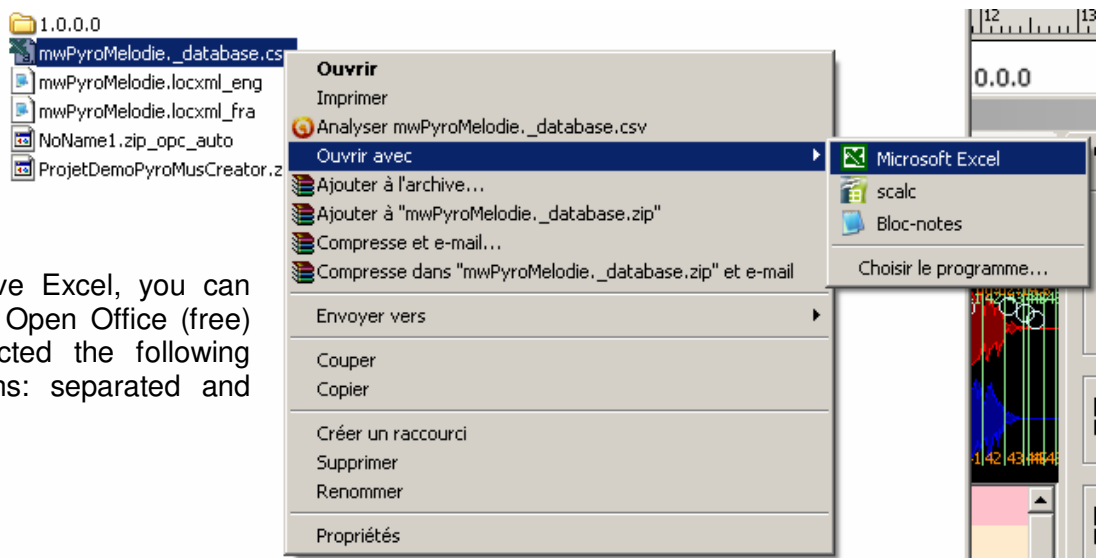 1.0.0.0
mwPyroMelodie._database.cs
mwPyroMelodie.locxml_eng
mwPyroMelodie.locxml_fra
NoName1.zip_opc_auto
ProjetDemoPyroMusCreator.z
Ouvrir
Imprimer
Analyser mwPyroMelodie._database.csv
Ouvrir avec
Ajouter à l'archive...
Ajouter à "mwPyroMelodie._database.zip"
Compresse et e-mail...
Compresse dans "mwPyroMelodie._database.zip" et e-mail
Envoyer vers
Couper
Copier
Créer un raccourci
Supprimer
Renommer
Propriétés
Microsoft Excel
scalc
Bloc-notes
Choisir le programme...
12 13
0.0.0
ve Excel, you can
Open Office (free)
cted the following
ns: separated and